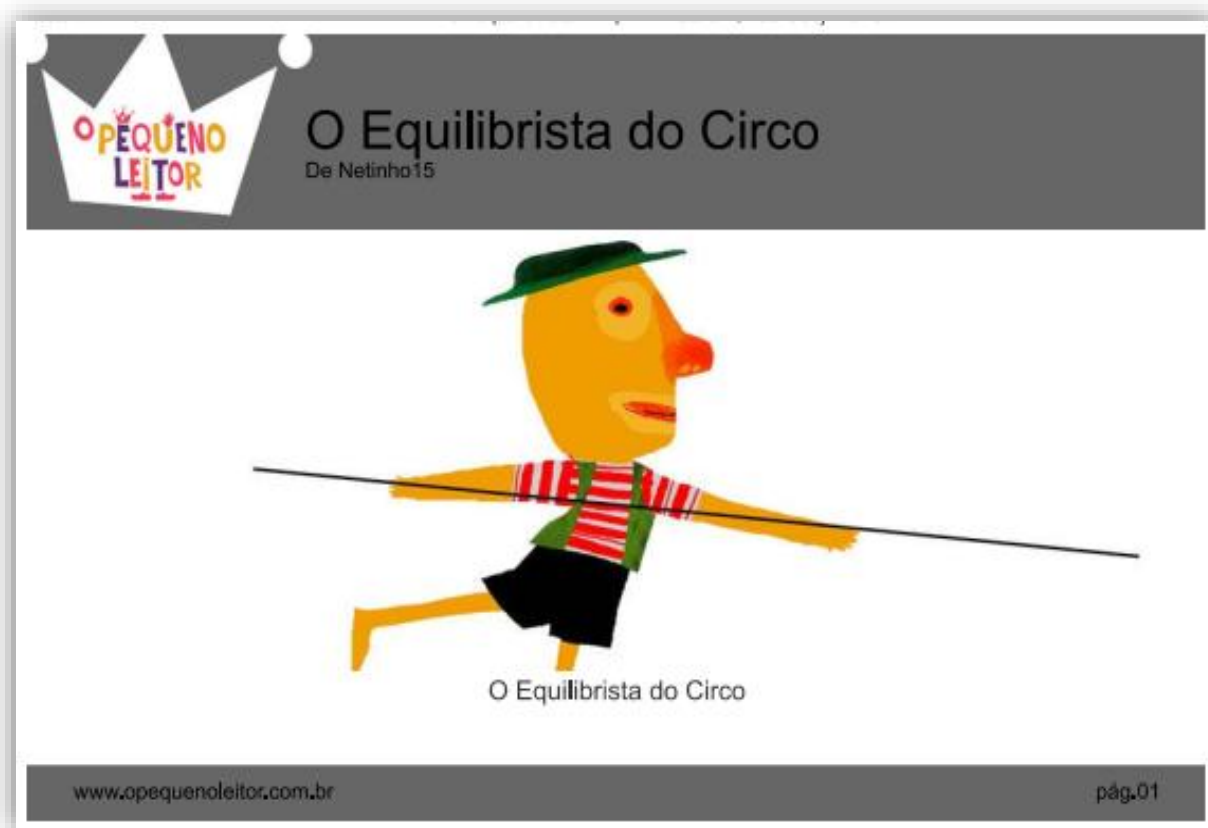 O PEQUENO
LEITOR
O Equilibrista do Circo
De Netinho15
O Equilibrista do Circo
www.opequenoleitor.com.br
pág.01